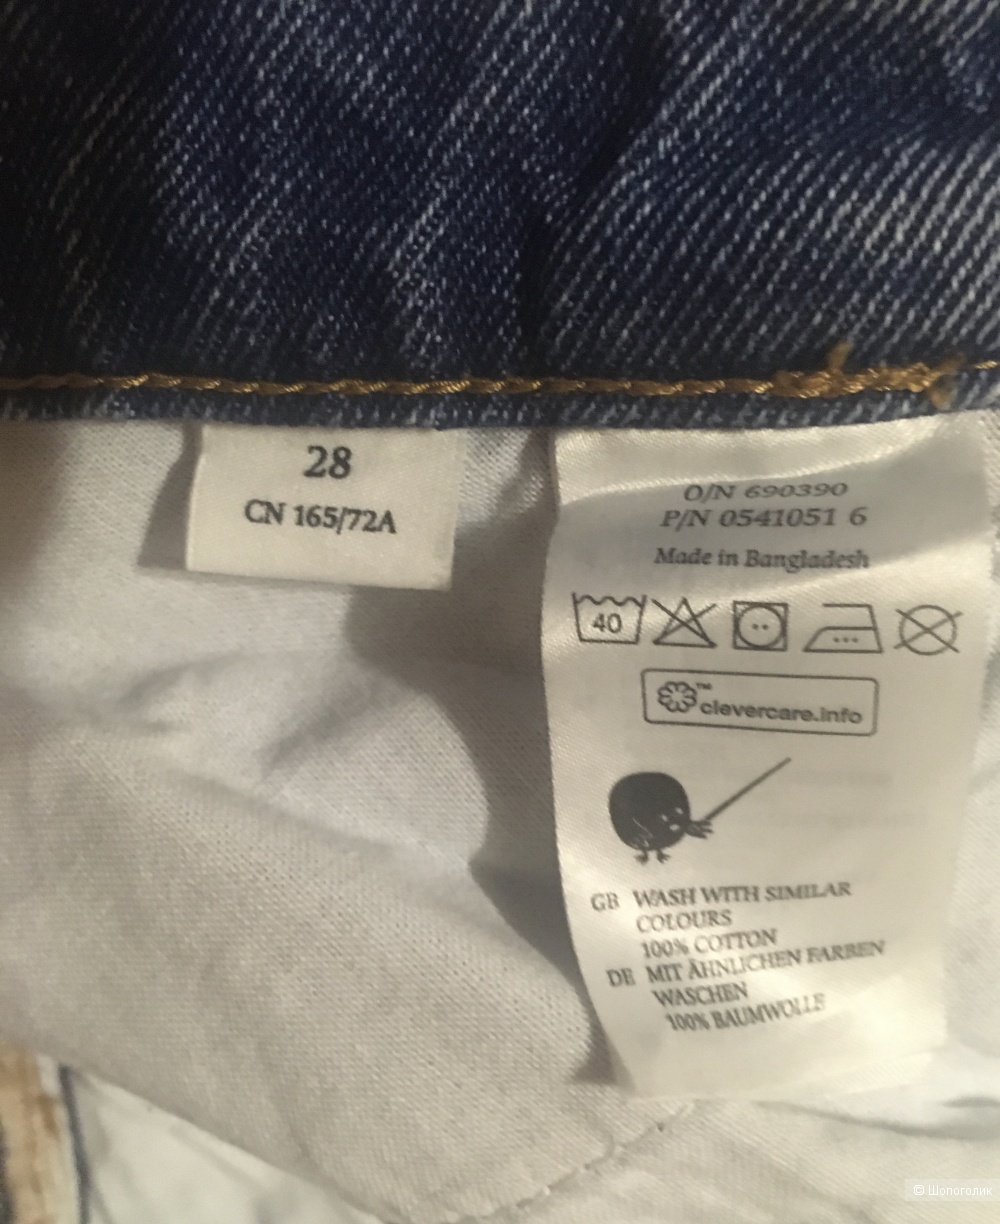 28
CN 165/72A
O/N 690390
P/N 0541051 6
Made in Bangladesh
40
™
clevercare.info
GB WASH WITH SIMILAR
COLOURS
100% COTTON
DE MIT ÄHNLICHEN FARBEN
WASCHEN
100% BAUMWOLLE
© Шопоголик